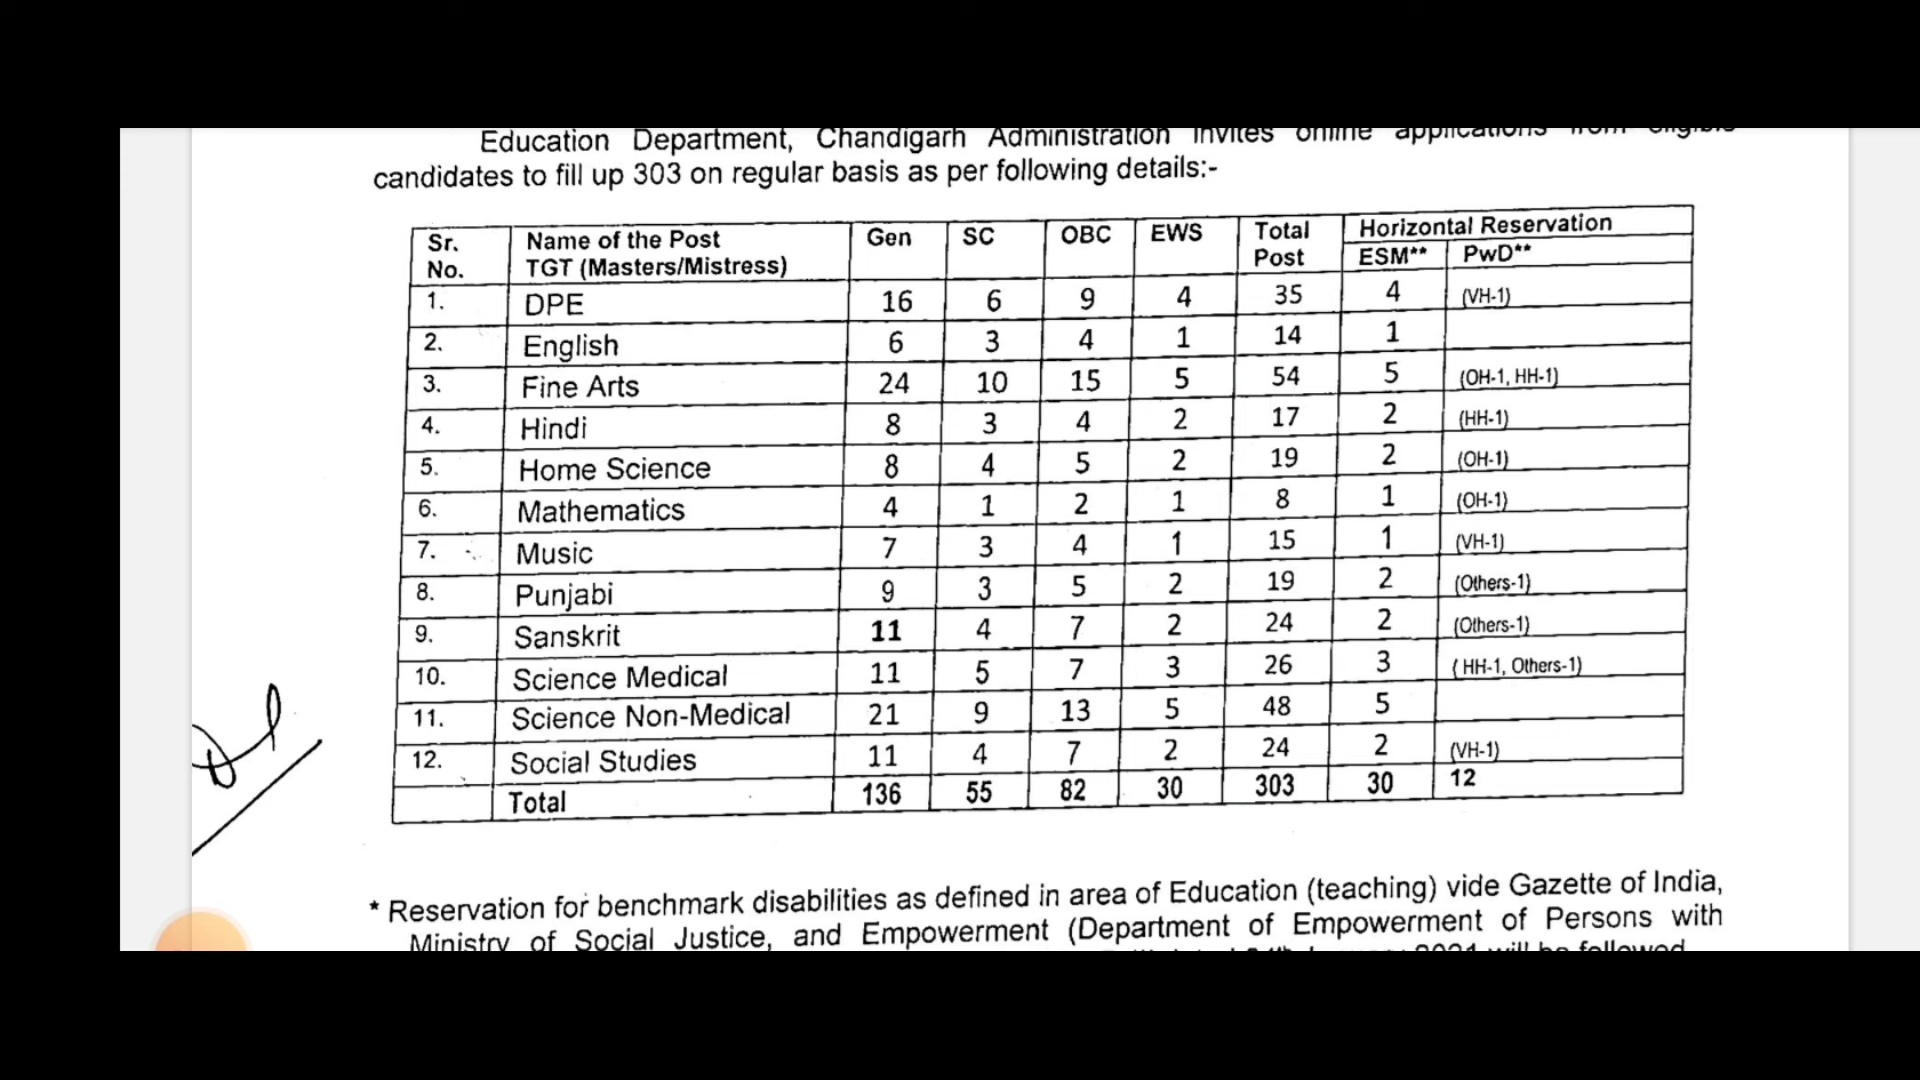 Education Department, Chandigarh Administration invites online applications from eligible
candidates to fill up 303 on regular basis as per following details:-
Sr. No. Name of the Post TGT (Masters/Mistress) Gen SC OBC EWS Total Post Horizontal Reservation
ESM** PwD**
1. DPE 16 6 9 4 35 4 (VH-1)
2. English 6 3 4 1 14 1
3. Fine Arts 24 10 15 5 54 5 (OH-1, HH-1)
4. Hindi 8 3 4 2 17 2 (HH-1)
5. Home Science 8 4 5 2 19 2 (OH-1)
6. Mathematics 4 1 2 1 8 1 (OH-1)
7. Music 7 3 4 1 15 1 (VH-1)
8. Punjabi 9 3 5 2 19 2 (Others-1)
9. Sanskrit 11 4 7 2 24 2 (Others-1)
10. Science Medical 11 5 7 3 26 3 ( HH-1, Others-1)
11. Science Non-Medical 21 9 13 5 48 5
12. Social Studies 11 4 7 2 24 2 (VH-1)
Total 136 55 82 30 303 30 12
* Reservation for benchmark disabilities as defined in area of Education (teaching) vide Gazette of India,
Ministry of Social Justice, and Empowerment (Department of Empowerment of Persons with
2021 will be followed